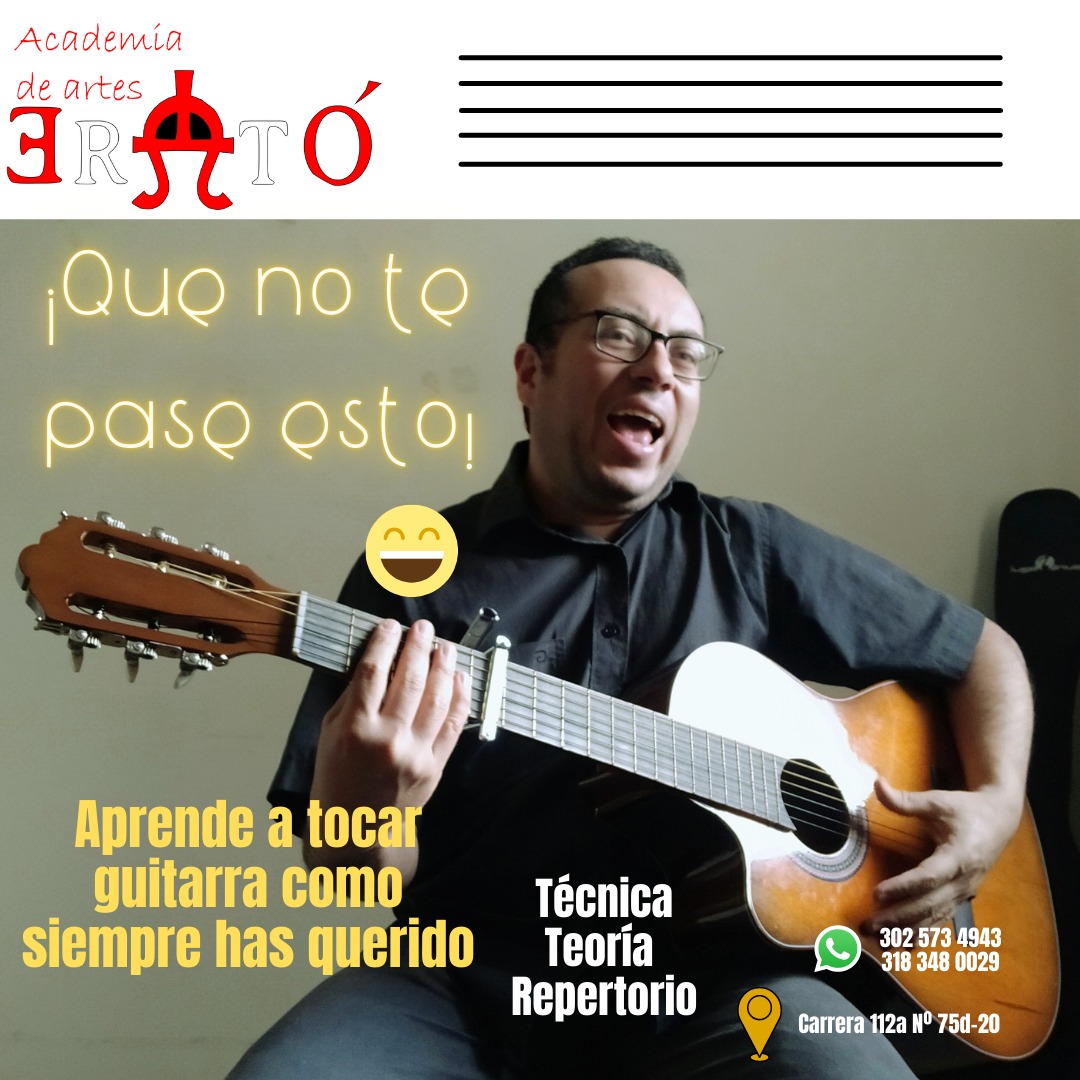 Academia
de artes
ERATÓ
¡Que no te
pase esto!
Aprende a tocar
guitarra como
siempre has querido
Técnica
Teoría
Repertorio
302 573 4943
318 348 0029
Carrera 112a Nº 75d-20